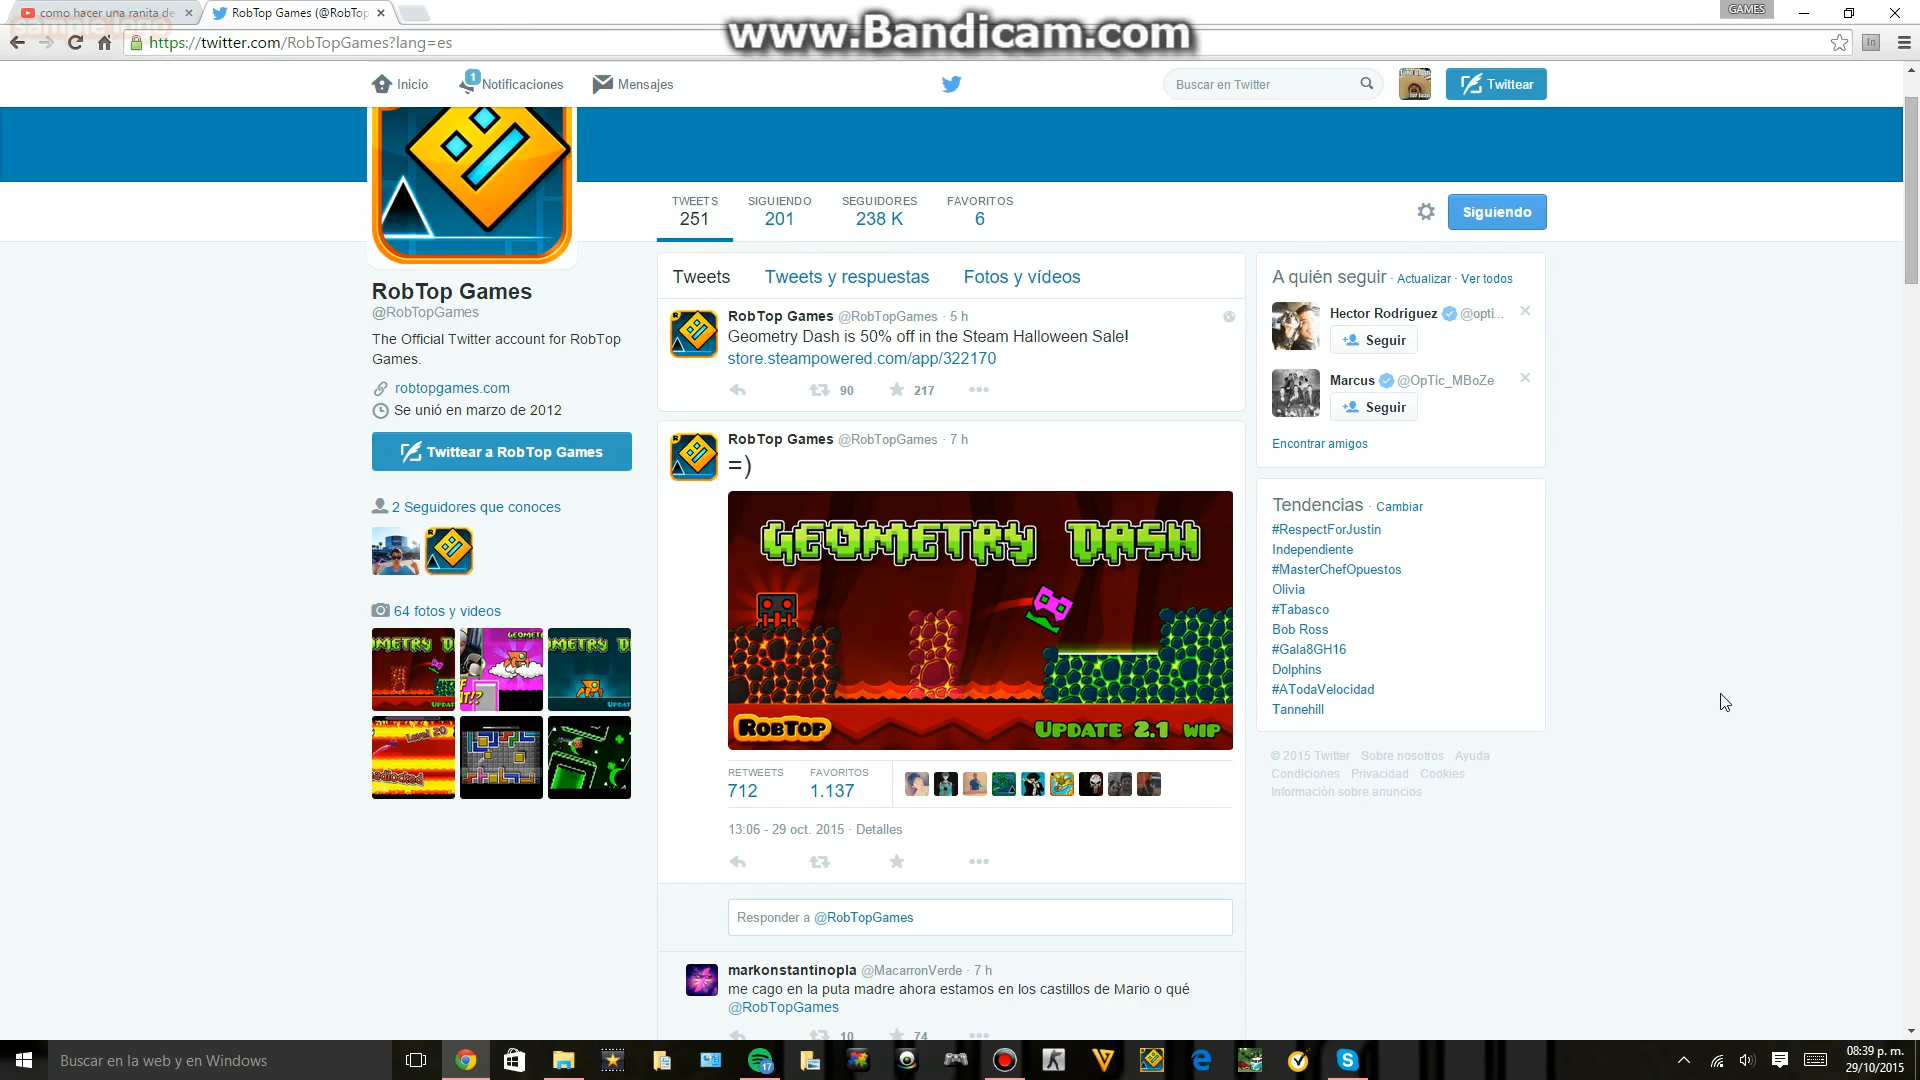 como hacer una ranita de
RobTop Games (@RobTop
GAMES
sample logo
www.Bandicam.com
https://twitter.com/RobTopGames?lang=es
Inicio
1
Notificaciones
Mensajes
Buscar en Twitter
Twittear
TWEETS
251
SIGUIENDO
201
SEGUIDORES
238 K
FAVORITOS
6
Siguiendo
RobTop Games
@RobTopGames
The Official Twitter account for RobTop
Games.
robtopgames.com
Se unió en marzo de 2012
Twittear a RobTop Games
2 Seguidores que conoces
64 fotos y videos
Tweets
Tweets y respuestas
Fotos y vídeos
RobTop Games @RobTopGames · 5 h
Geometry Dash is 50% off in the Steam Halloween Sale!
store.steampowered.com/app/322170
90
217
RobTop Games @RobTopGames · 7 h
=)
GEOMETRY DASH
ROBTOP
UPDATE 2.1 WIP
RETWEETS
712
FAVORITOS
1.137
13:06 - 29 oct. 2015 · Detalles
Responder a @RobTopGames
markonstantinopla @MacarronVerde · 7 h
me cago en la puta madre ahora estamos en los castillos de Mario o qué
@RobTopGames
10
74
A quién seguir · Actualizar · Ver todos
Hector Rodriguez @opti...
Seguir
Marcus @OpTic_MBoZe
Seguir
Encontrar amigos
Tendencias · Cambiar
#RespectForJustin
Independiente
#MasterChefOpuestos
Olivia
#Tabasco
Bob Ross
#Gala8GH16
Dolphins
#ATodaVelocidad
Tannehill
© 2015 Twitter Sobre nosotros Ayuda
Condiciones Privacidad Cookies
Información sobre anuncios
Buscar en la web y en Windows
17
08:39 p. m.
29/10/2015